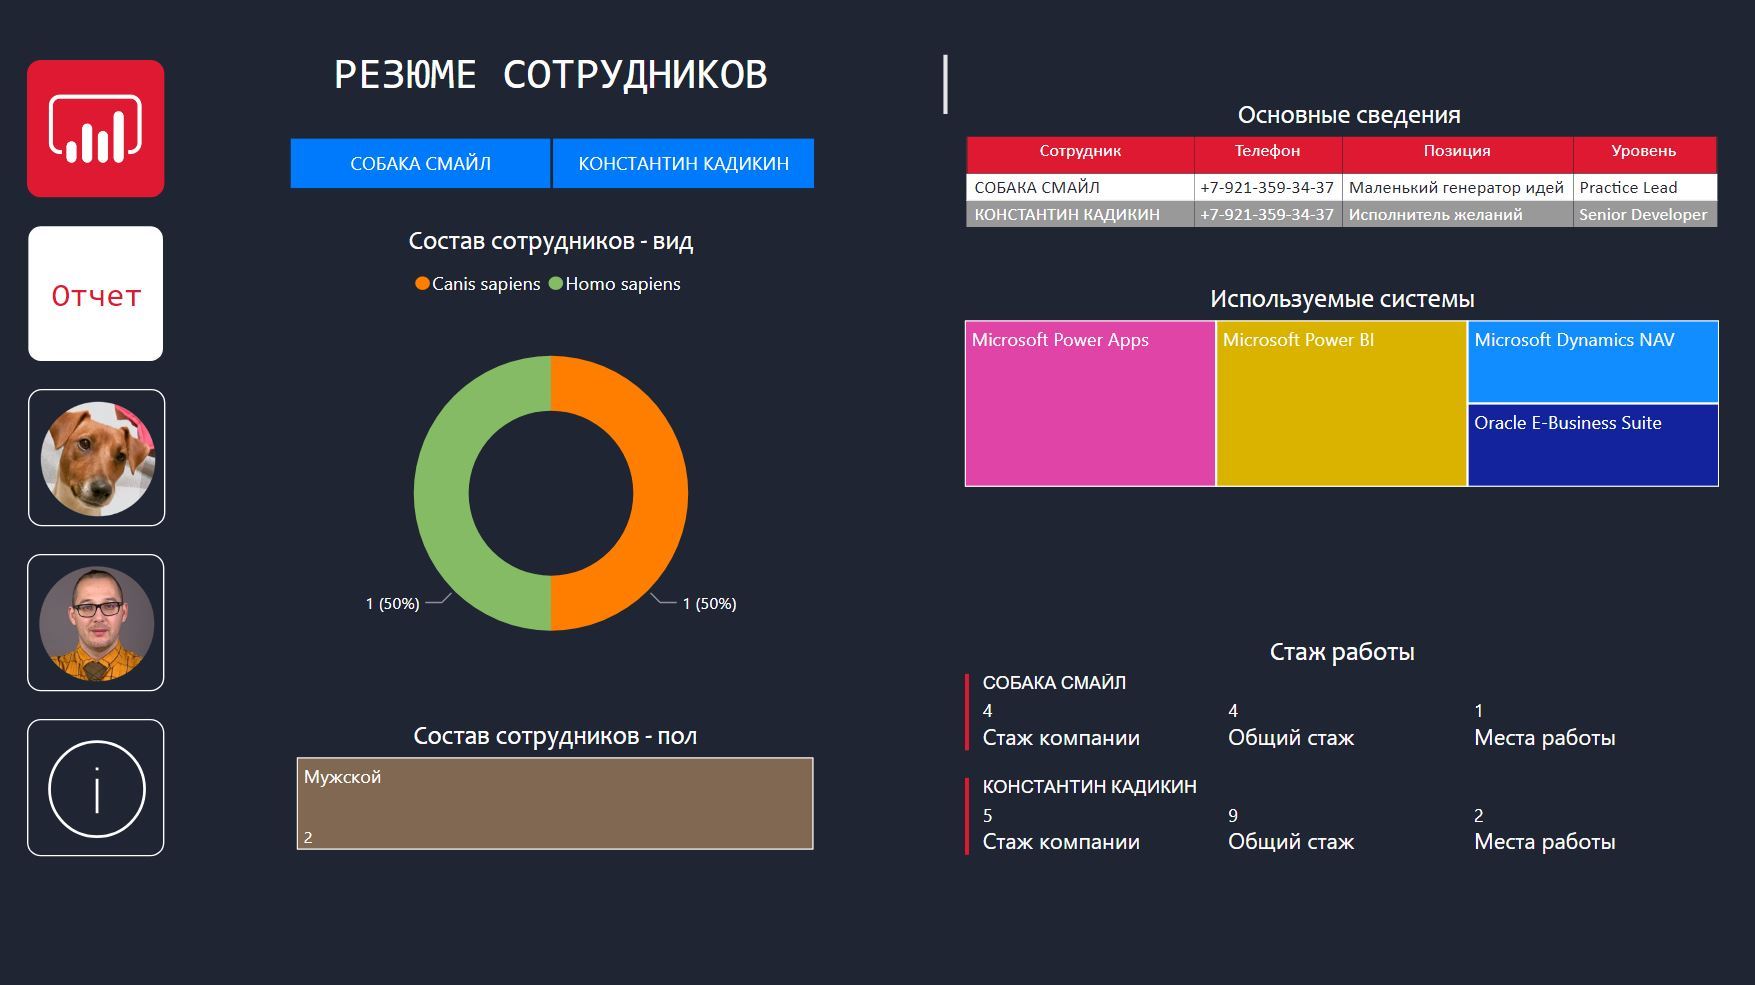 РЕЗЮМЕ СОТРУДНИКОВ
СОБАКА СМАЙЛ
КОНСТАНТИН КАДИКИН
Отчет
Состав сотрудников - вид
Canis sapiens
Homo sapiens
1 (50%)
1 (50%)
Состав сотрудников - пол
Мужской
2
Основные сведения
Сотрудник Телефон Позиция Уровень
СОБАКА СМАЙЛ +7-921-359-34-37 Маленький генератор идей Practice Lead
КОНСТАНТИН КАДИКИН +7-921-359-34-37 Исполнитель желаний Senior Developer
Используемые системы
Microsoft Power Apps
Microsoft Power BI
Microsoft Dynamics NAV
Oracle E-Business Suite
Стаж работы
СОБАКА СМАЙЛ
4 4 1
Стаж компании Общий стаж Места работы
КОНСТАНТИН КАДИКИН
5 9 2
Стаж компании Общий стаж Места работы